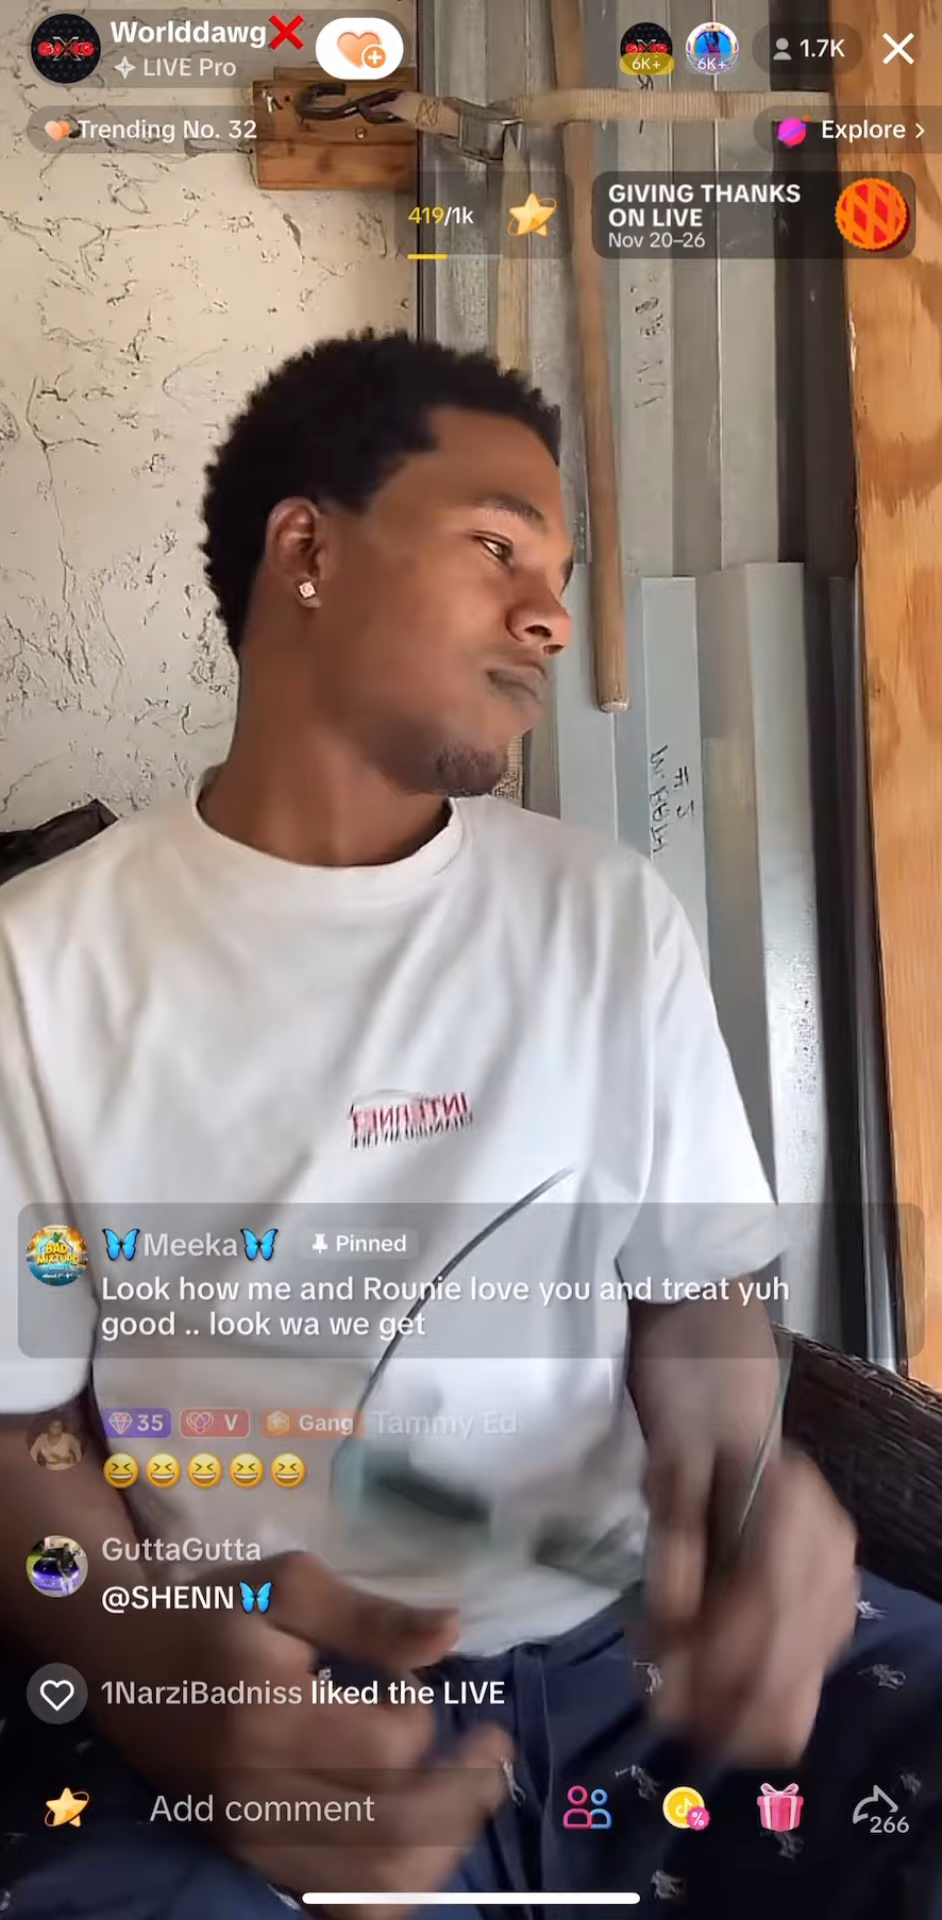 Worlddawg❌
LIVE Pro
6K+
6K+
1.7K
Trending No. 32
Explore >
419/1k
GIVING THANKS
ON LIVE
Nov 20–26
🦋Meeka🦋 Pinned
Look how me and Rounie love you and treat yuh
good .. look wa we get
35 V Gang Tammy Ed
😆😆😆😆😆
GuttaGutta
@SHENN🦋
1NarziBadniss liked the LIVE
Add comment
266